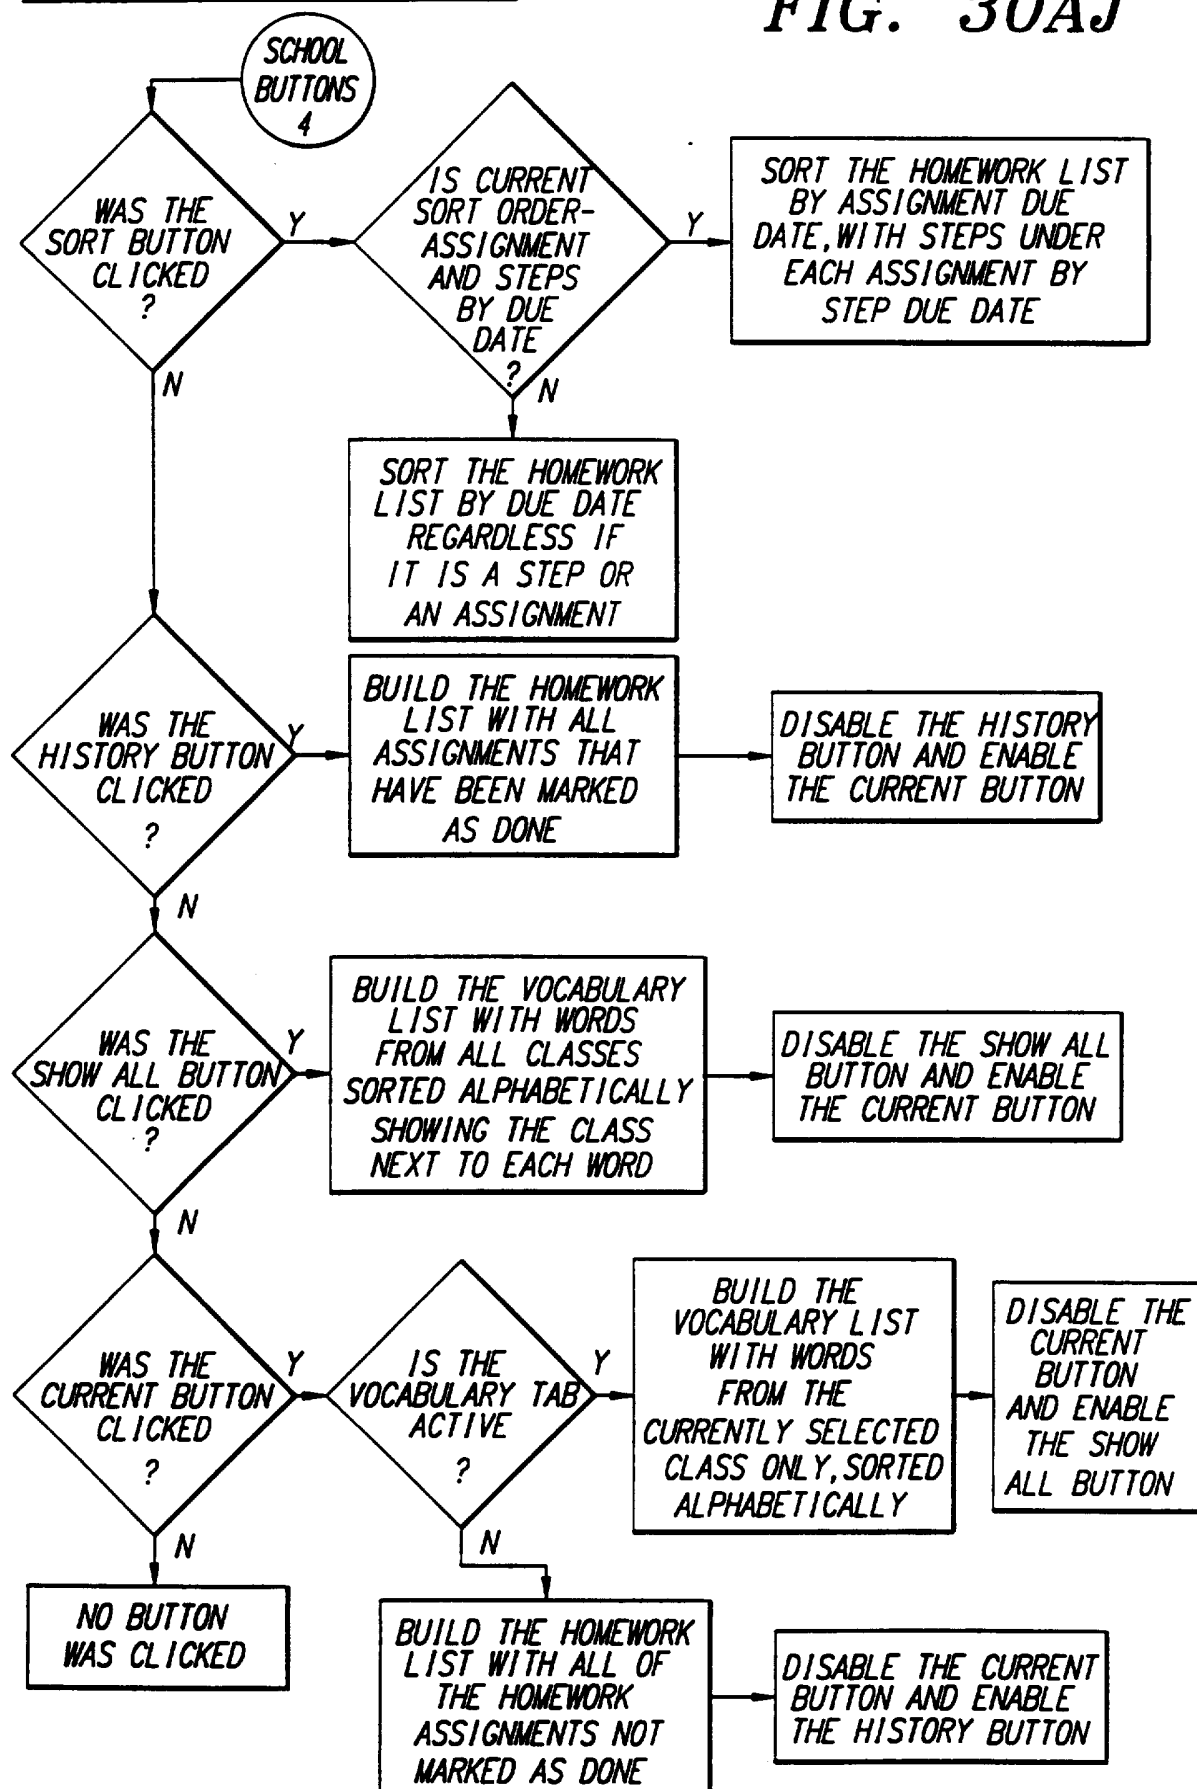 FIG. 30AJ
SCHOOL
BUTTONS
4
WAS THE
SORT BUTTON
CLICKED
?
Y
N
IS CURRENT
SORT ORDER-
ASSIGNMENT
AND STEPS
BY DUE
DATE
?
Y
N
SORT THE HOMEWORK LIST
BY ASSIGNMENT DUE
DATE, WITH STEPS UNDER
EACH ASSIGNMENT BY
STEP DUE DATE
SORT THE HOMEWORK
LIST BY DUE DATE
REGARDLESS IF
IT IS A STEP OR
AN ASSIGNMENT
WAS THE
HISTORY BUTTON
CLICKED
?
Y
N
BUILD THE HOMEWORK
LIST WITH ALL
ASSIGNMENTS THAT
HAVE BEEN MARKED
AS DONE
DISABLE THE HISTORY
BUTTON AND ENABLE
THE CURRENT BUTTON
WAS THE
SHOW ALL BUTTON
CLICKED
?
Y
N
BUILD THE VOCABULARY
LIST WITH WORDS
FROM ALL CLASSES
SORTED ALPHABETICALLY
SHOWING THE CLASS
NEXT TO EACH WORD
DISABLE THE SHOW ALL
BUTTON AND ENABLE
THE CURRENT BUTTON
WAS THE
CURRENT BUTTON
CLICKED
?
Y
N
IS THE
VOCABULARY TAB
ACTIVE
?
Y
N
BUILD THE
VOCABULARY LIST
WITH WORDS
FROM THE
CURRENTLY SELECTED
CLASS ONLY, SORTED
ALPHABETICALLY
DISABLE THE
CURRENT
BUTTON
AND ENABLE
THE SHOW
ALL BUTTON
NO BUTTON
WAS CLICKED
BUILD THE HOMEWORK
LIST WITH ALL OF
THE HOMEWORK
ASSIGNMENTS NOT
MARKED AS DONE
DISABLE THE CURRENT
BUTTON AND ENABLE
THE HISTORY BUTTON